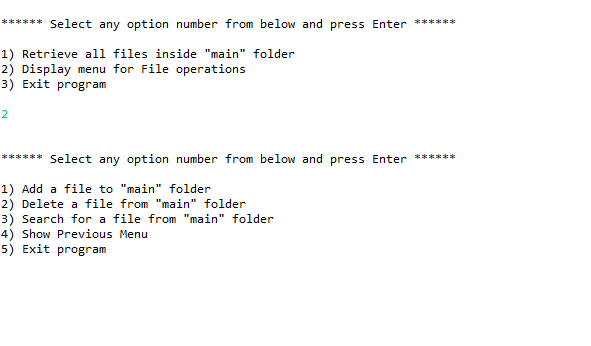 ****** Select any option number from below and press Enter ******
1) Retrieve all files inside "main" folder
2) Display menu for File operations
3) Exit program
2
****** Select any option number from below and press Enter ******
1) Add a file to "main" folder
2) Delete a file from "main" folder
3) Search for a file from "main" folder
4) Show Previous Menu
5) Exit program